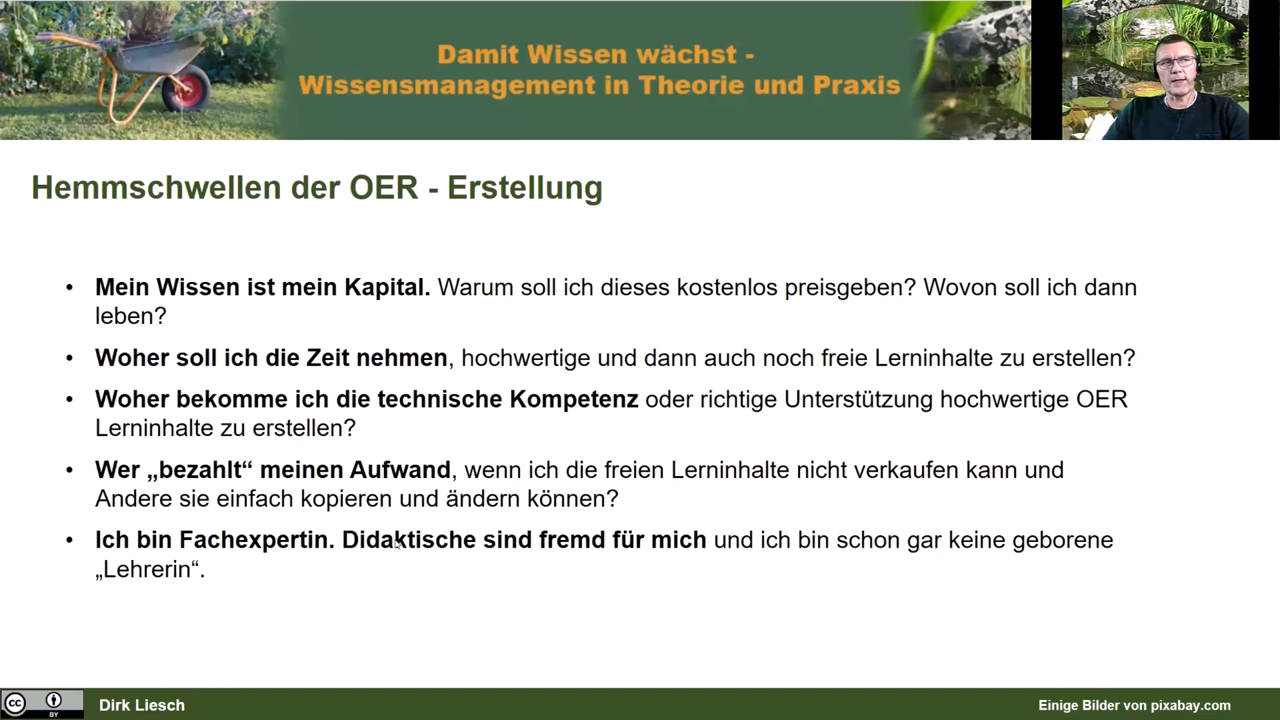 Damit Wissen wächst -
Wissensmanagement in Theorie und Praxis
Hemmschwellen der OER - Erstellung
• Mein Wissen ist mein Kapital. Warum soll ich dieses kostenlos preisgeben? Wovon soll ich dann
leben?
• Woher soll ich die Zeit nehmen, hochwertige und dann auch noch freie Lerninhalte zu erstellen?
• Woher bekomme ich die technische Kompetenz oder richtige Unterstützung hochwertige OER
Lerninhalte zu erstellen?
• Wer „bezahlt“ meinen Aufwand, wenn ich die freien Lerninhalte nicht verkaufen kann und
Andere sie einfach kopieren und ändern können?
• Ich bin Fachexpertin. Didaktische sind fremd für mich und ich bin schon gar keine geborene
„Lehrerin“.
cc BY
Dirk Liesch
Einige Bilder von pixabay.com